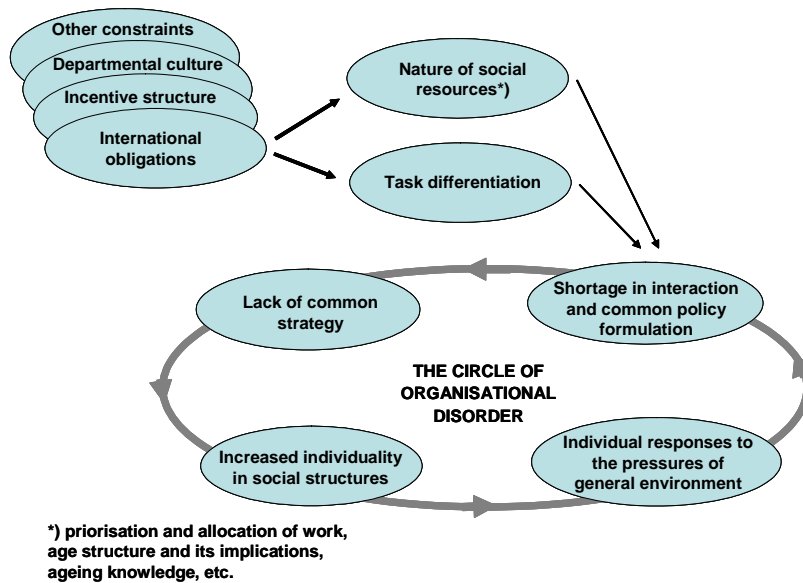 Other constraints
Departmental culture
Incentive structure
International
obligations
Nature of social
resources*)
Task differentiation
Lack of common
strategy
Shortage in interaction
and common policy
formulation
THE CIRCLE OF
ORGANISATIONAL
DISORDER
Increased individuality
in social structures
Individual responses to
the pressures of
general environment
*) priorisation and allocation of work,
age structure and its implications,
ageing knowledge, etc.